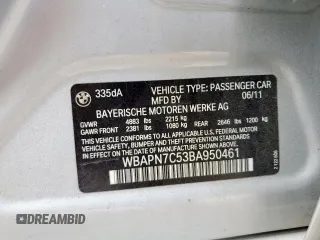 335dA
VEHICLE TYPE: PASSENGER CAR
MFD BY: 06/11
BAYERISCHE MOTOREN WERKE AG
GVWR 4883 lbs 2215 kg
GAWR FRONT 2381 lbs 1080 kg GAWR REAR 2646 lbs 1200 kg
THIS VEHICLE CONFORMS TO ALL APPLICABLE
U.S. FEDERAL MOTOR VEHICLE SAFETY, BUMPER,
AND THEFT PREVENTION STANDARDS IN EFFECT
ON THE DATE OF MANUFACTURE SHOWN ABOVE.
WBAPN7C53BA950461
DREAMBID